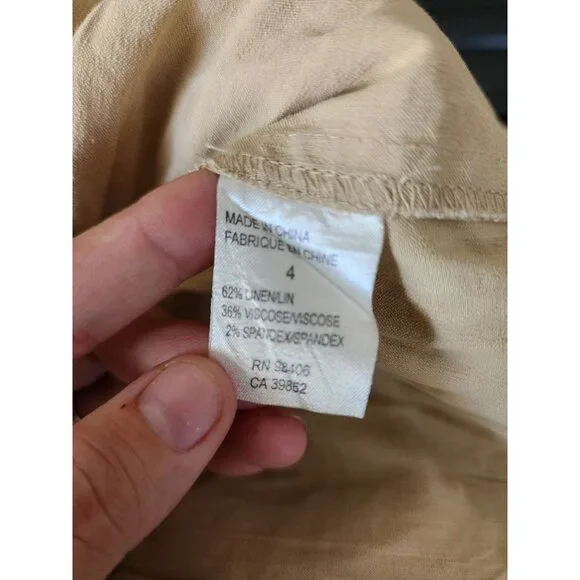 MADE IN CHINA
FABRIQUE EN CHINE
4
62% LINEN/LIN
36% VISCOSE/VISCOSE
2% SPANDEX/SPANDEX
RN 98406
CA 39862